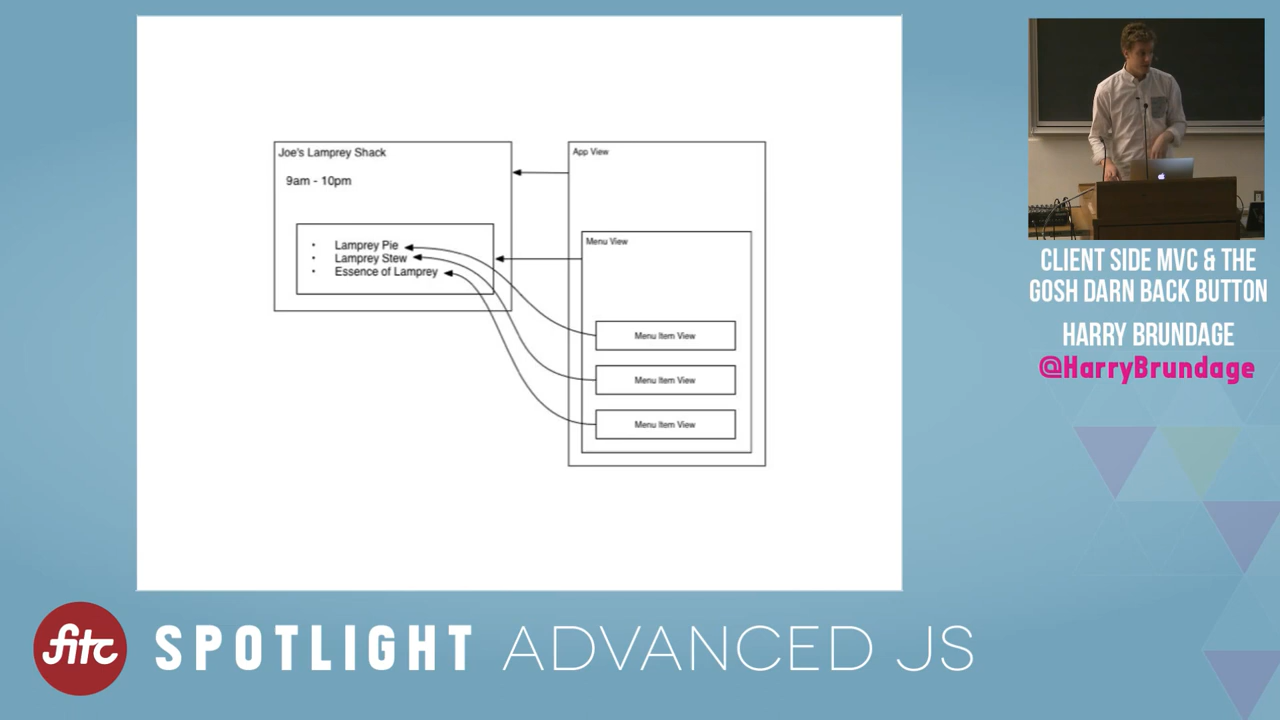 Joe's Lamprey Shack
9am - 10pm
• Lamprey Pie
• Lamprey Stew
• Essence of Lamprey
App View
Menu View
Menu Item View
Menu Item View
Menu Item View
CLIENT SIDE MVC & THE
GOSH DARN BACK BUTTON
HARRY BRUNDAGE
@HarryBrundage
fitc SPOTLIGHT ADVANCED JS